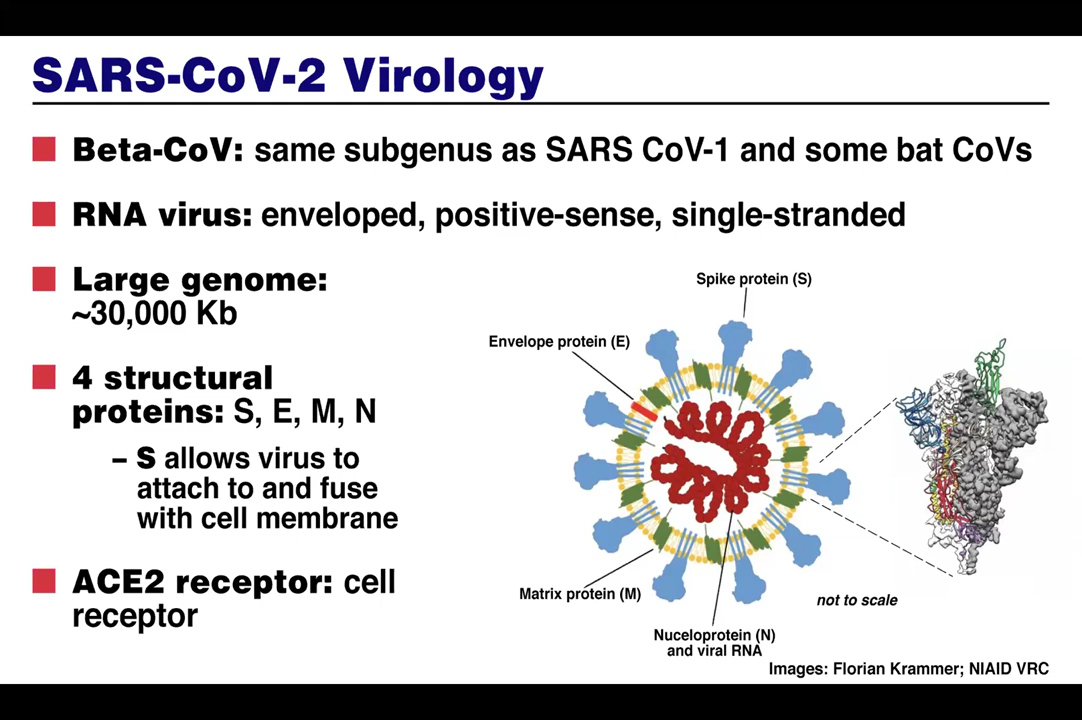 SARS-CoV-2 Virology
Beta-CoV: same subgenus as SARS CoV-1 and some bat CoVs
RNA virus: enveloped, positive-sense, single-stranded
Large genome:
~30,000 Kb
4 structural
proteins: S, E, M, N
– S allows virus to
attach to and fuse
with cell membrane
ACE2 receptor: cell
receptor
Spike protein (S)
Envelope protein (E)
Matrix protein (M)
Nuceloprotein (N)
and viral RNA
not to scale
Images: Florian Krammer; NIAID VRC